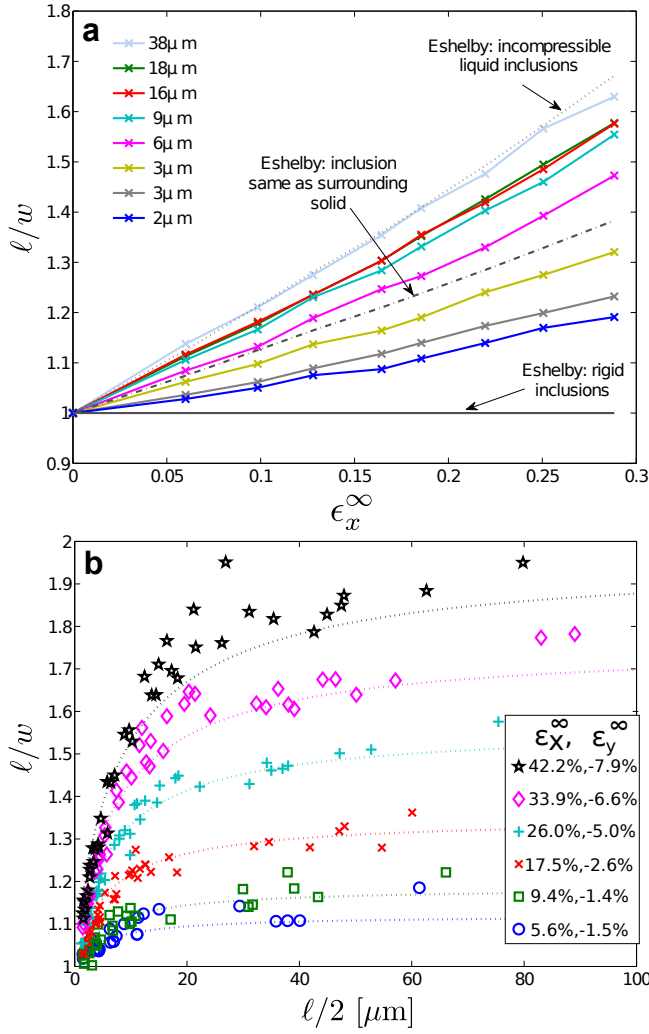 a
1.8
1.7
1.6
1.5
1.4
1.3
1.2
1.1
1
0.9
ℓ/w
38μ m
18μ m
16μ m
9μ m
6μ m
3μ m
3μ m
2μ m
Eshelby: incompressible
liquid inclusions
Eshelby: inclusion
same as surrounding
solid
Eshelby: rigid
inclusions
0 0.05 0.1 0.15 0.2 0.25 0.3
ϵ∞x
b
2
1.9
1.8
1.7
1.6
1.5
1.4
1.3
1.2
1.1
1
ℓ/w
εx∞, εy∞
42.2%,-7.9%
33.9%,-6.6%
26.0%,-5.0%
17.5%,-2.6%
9.4%,-1.4%
5.6%,-1.5%
0 20 40 60 80 100
ℓ/2 [μm]